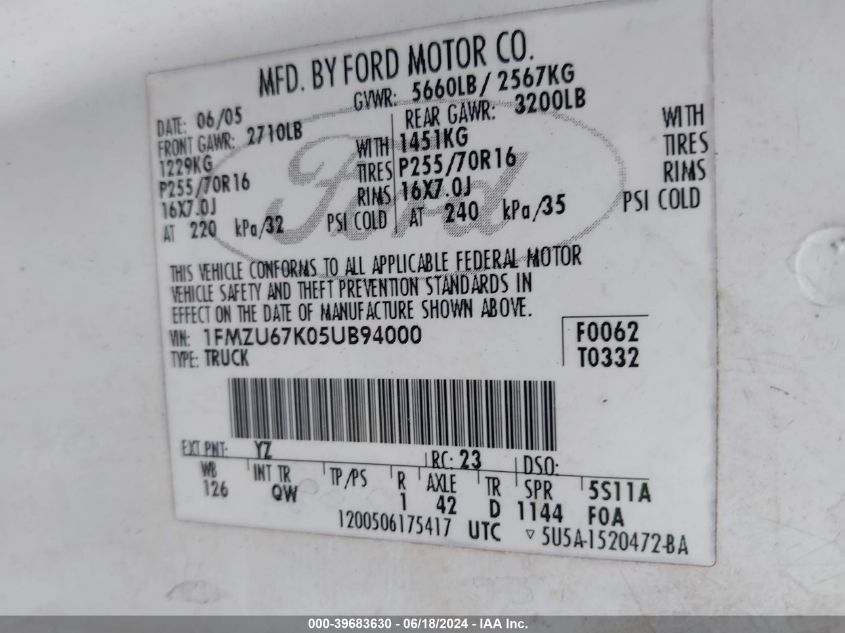 MFD. BY FORD MOTOR CO.
DATE: 06/05 GVWR: 5660LB / 2567KG
FRONT GAWR: 2710LB REAR GAWR: 3200LB
1229KG WITH 1451KG WITH
P255/70R16 TIRES P255/70R16 TIRES
16X7.0J RIMS 16X7.0J RIMS
AT 220 kPa/32 PSI COLD AT 240 kPa/35 PSI COLD
Ford
THIS VEHICLE CONFORMS TO ALL APPLICABLE FEDERAL MOTOR
VEHICLE SAFETY AND THEFT PREVENTION STANDARDS IN
EFFECT ON THE DATE OF MANUFACTURE SHOWN ABOVE.
VIN: 1FMZU67K05UB94000 F0062
TYPE: TRUCK T0332
EXT PNT: YZ RC: 23 DSO:
WB INT TR TP/PS R AXLE TR SPR 5S11A
126 QW 1 42 D 1144 F0A
1200506175417 UTC ▽ 5U5A-1520472-BA
000-39683630 - 06/18/2024 - IAA Inc.